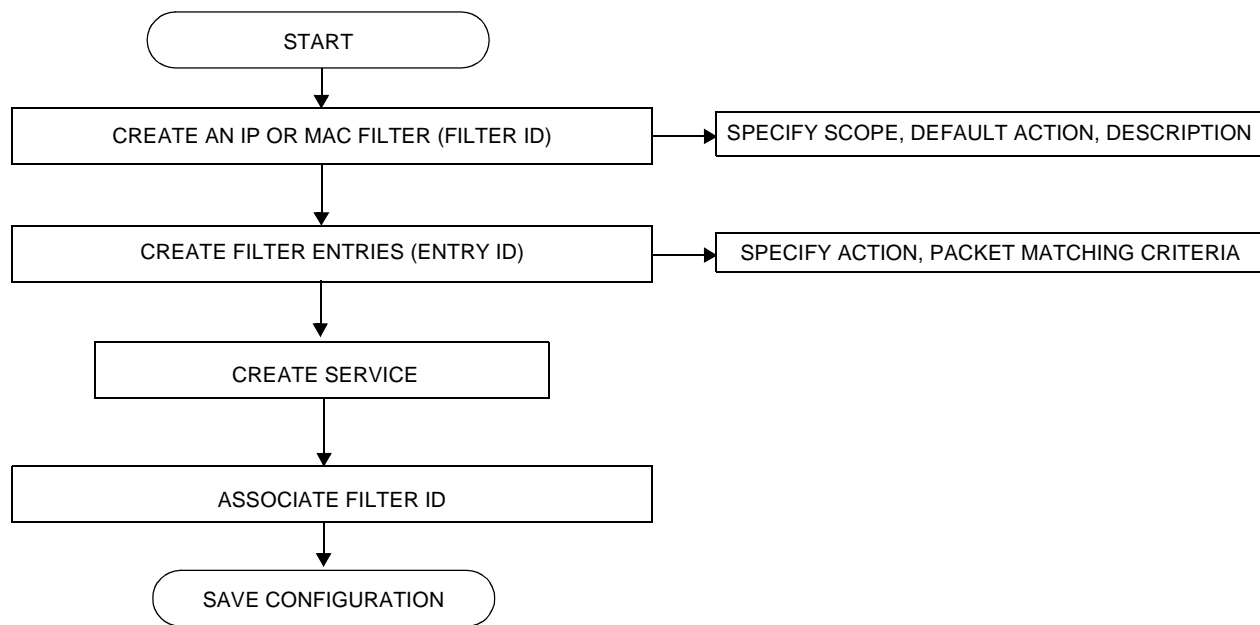 START
CREATE AN IP OR MAC FILTER (FILTER ID)
SPECIFY SCOPE, DEFAULT ACTION, DESCRIPTION
CREATE FILTER ENTRIES (ENTRY ID)
SPECIFY ACTION, PACKET MATCHING CRITERIA
CREATE SERVICE
ASSOCIATE FILTER ID
SAVE CONFIGURATION